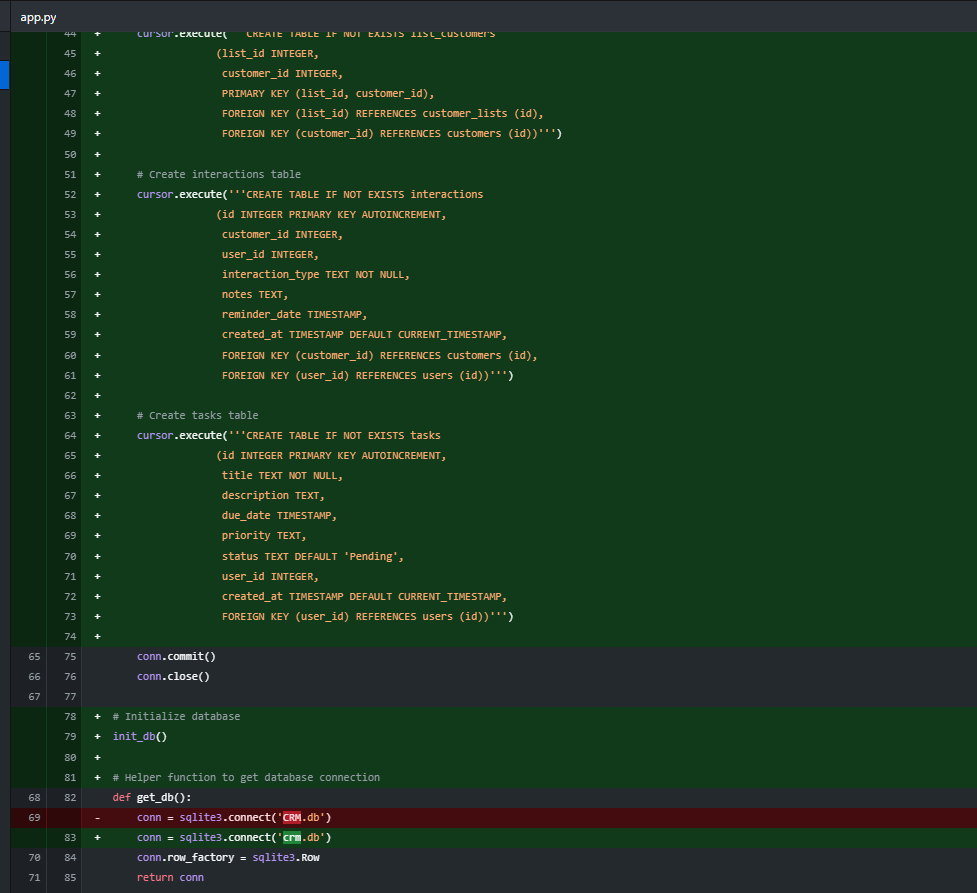 app.py
44 + cursor.execute('''CREATE TABLE IF NOT EXISTS list_customers
45 + (list_id INTEGER,
46 + customer_id INTEGER,
47 + PRIMARY KEY (list_id, customer_id),
48 + FOREIGN KEY (list_id) REFERENCES customer_lists (id),
49 + FOREIGN KEY (customer_id) REFERENCES customers (id))''')
50 +
51 + # Create interactions table
52 + cursor.execute('''CREATE TABLE IF NOT EXISTS interactions
53 + (id INTEGER PRIMARY KEY AUTOINCREMENT,
54 + customer_id INTEGER,
55 + user_id INTEGER,
56 + interaction_type TEXT NOT NULL,
57 + notes TEXT,
58 + reminder_date TIMESTAMP,
59 + created_at TIMESTAMP DEFAULT CURRENT_TIMESTAMP,
60 + FOREIGN KEY (customer_id) REFERENCES customers (id),
61 + FOREIGN KEY (user_id) REFERENCES users (id))''')
62 +
63 + # Create tasks table
64 + cursor.execute('''CREATE TABLE IF NOT EXISTS tasks
65 + (id INTEGER PRIMARY KEY AUTOINCREMENT,
66 + title TEXT NOT NULL,
67 + description TEXT,
68 + due_date TIMESTAMP,
69 + priority TEXT,
70 + status TEXT DEFAULT 'Pending',
71 + user_id INTEGER,
72 + created_at TIMESTAMP DEFAULT CURRENT_TIMESTAMP,
73 + FOREIGN KEY (user_id) REFERENCES users (id))''')
74 +
65 75 conn.commit()
66 76 conn.close()
67 77
78 + # Initialize database
79 + init_db()
80 +
81 + # Helper function to get database connection
68 82 def get_db():
69 - conn = sqlite3.connect('CRM.db')
83 + conn = sqlite3.connect('crm.db')
70 84 conn.row_factory = sqlite3.Row
71 85 return conn